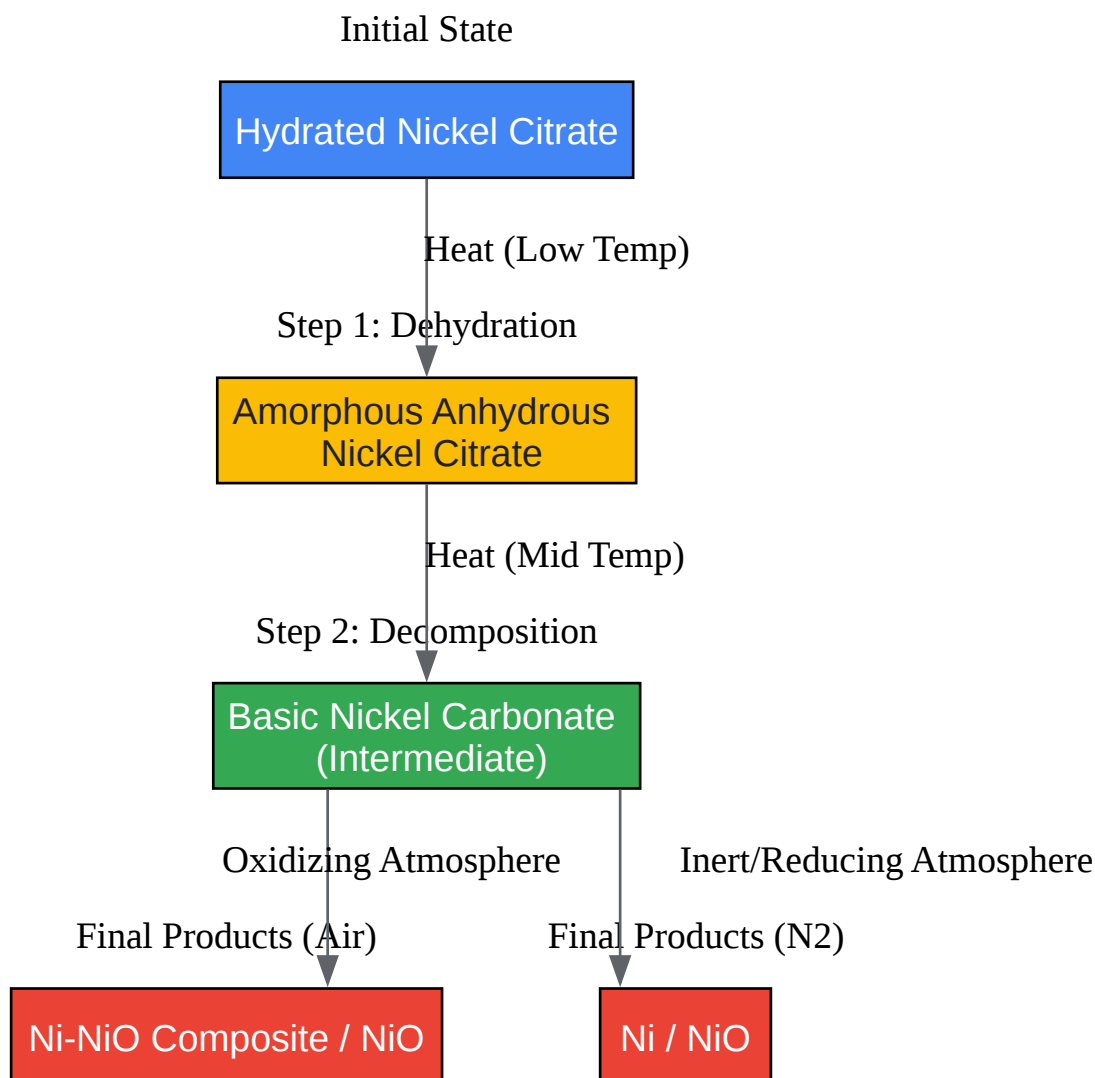 Initial State
Hydrated Nickel Citrate
Heat (Low Temp)
Step 1: Dehydration
Amorphous Anhydrous
Nickel Citrate
Heat (Mid Temp)
Step 2: Decomposition
Basic Nickel Carbonate
(Intermediate)
Oxidizing Atmosphere
Inert/Reducing Atmosphere
Final Products (Air)
Final Products (N2)
Ni-NiO Composite / NiO
Ni / NiO